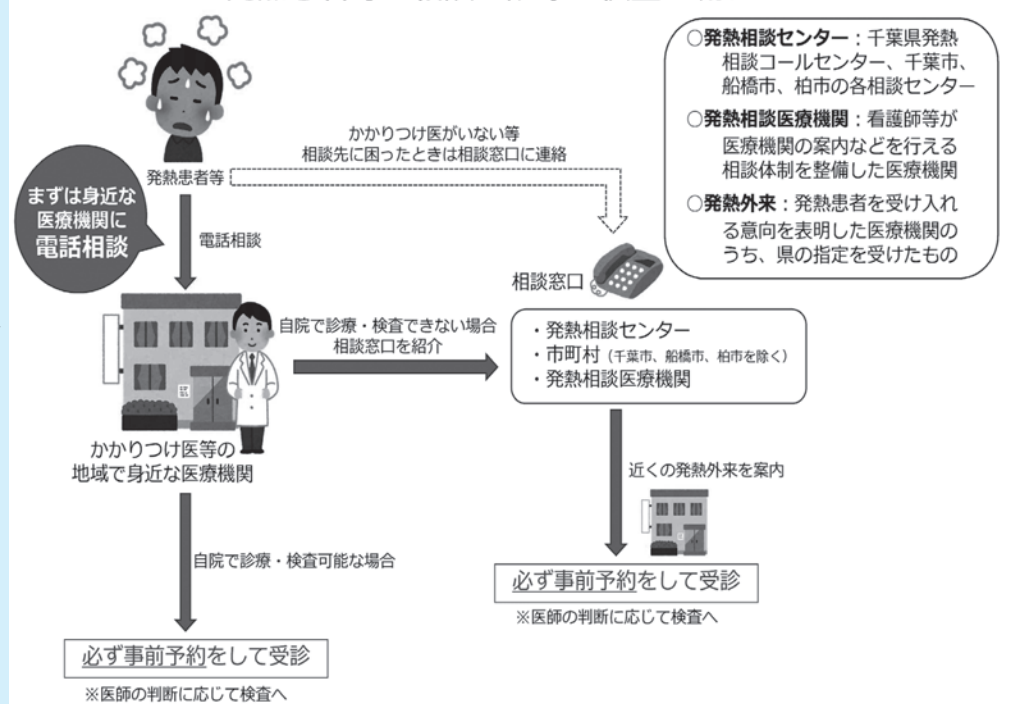 ○発熱相談センター：千葉県発熱
相談コールセンター、千葉市、
船橋市、柏市の各相談センター
○発熱相談医療機関：看護師等が
医療機関の案内などを行える
相談体制を整備した医療機関
○発熱外来：発熱患者を受け入れ
る意向を表明した医療機関の
うち、県の指定を受けたもの
かかりつけ医がいない等
相談先に困ったときは相談窓口に連絡
発熱患者等
まずは身近な
医療機関に
電話相談
電話相談
相談窓口
自院で診療・検査できない場合
相談窓口を紹介
・発熱相談センター
・市町村（千葉市、船橋市、柏市を除く）
・発熱相談医療機関
かかりつけ医等の
地域で身近な医療機関
近くの発熱外来を案内
自院で診療・検査可能な場合
必ず事前予約をして受診
※医師の判断に応じて検査へ
必ず事前予約をして受診
※医師の判断に応じて検査へ